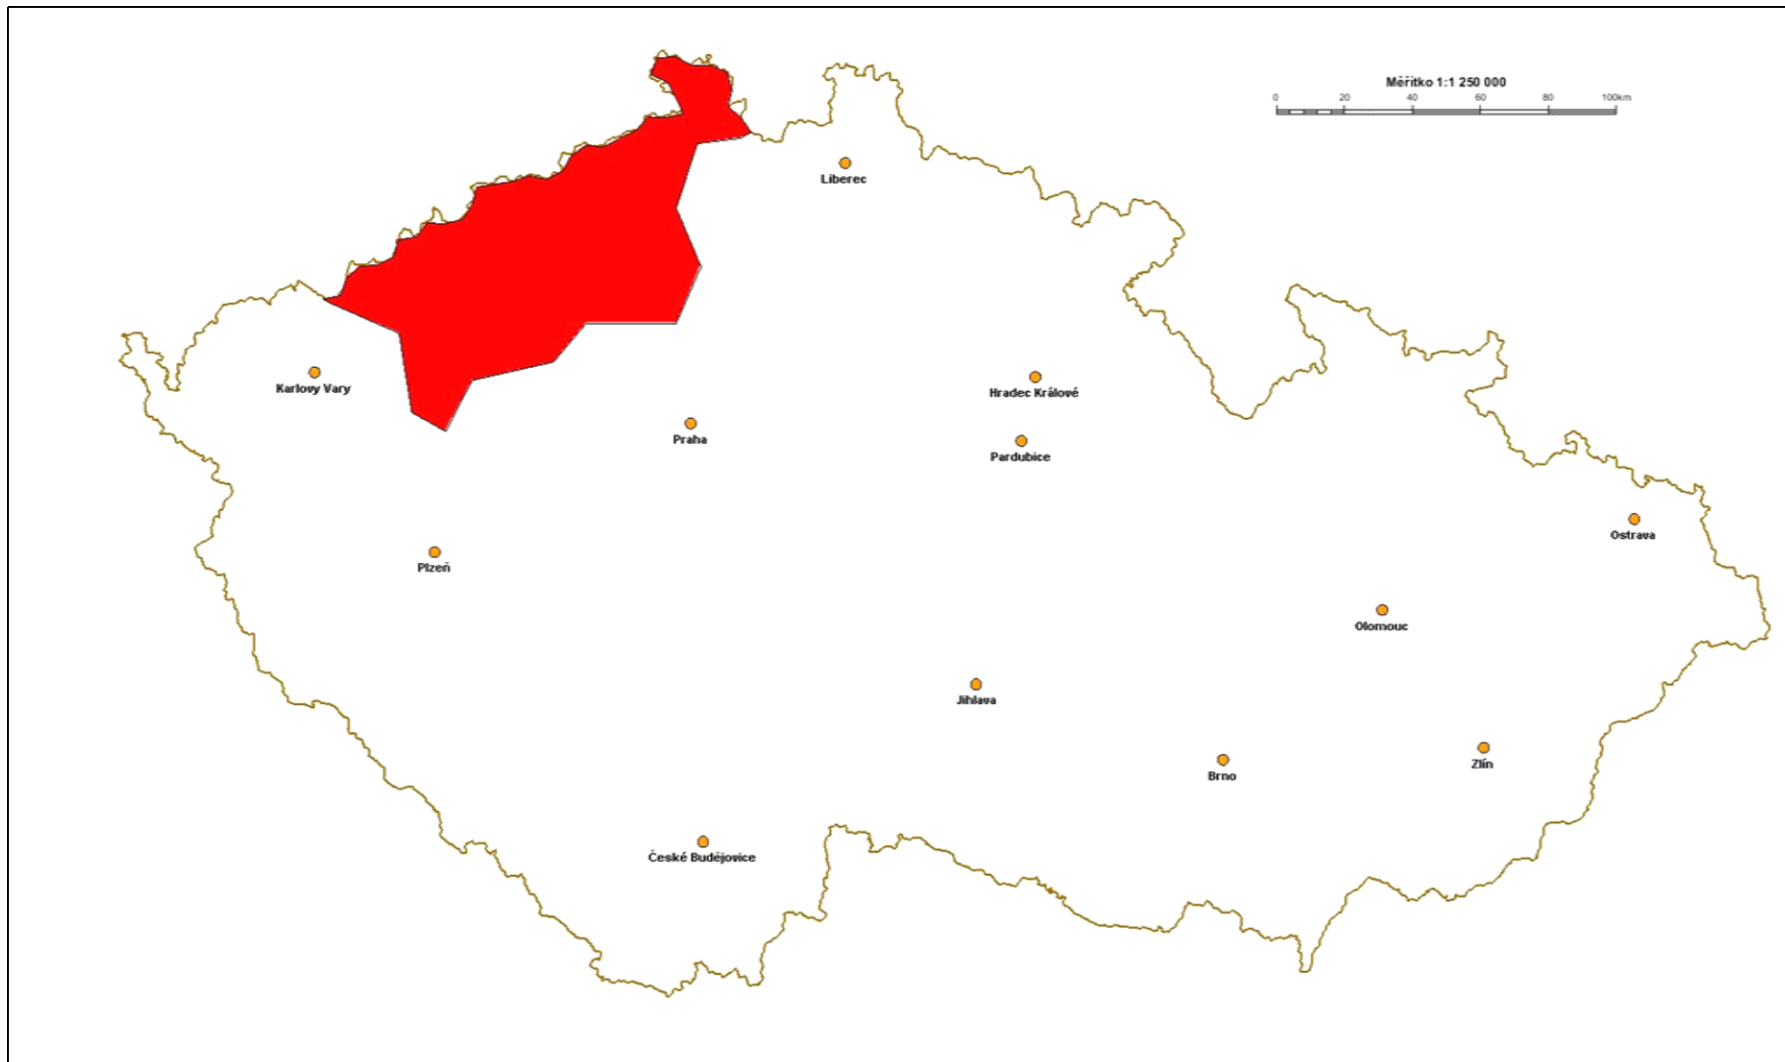 Měřítko 1:1 250 000
0 20 40 60 80 100km
Liberec
Karlovy Vary
Hradec Králové
Praha
Pardubice
Ostrava
Plzeň
Olomouc
Jihlava
Zlín
Brno
České Budějovice